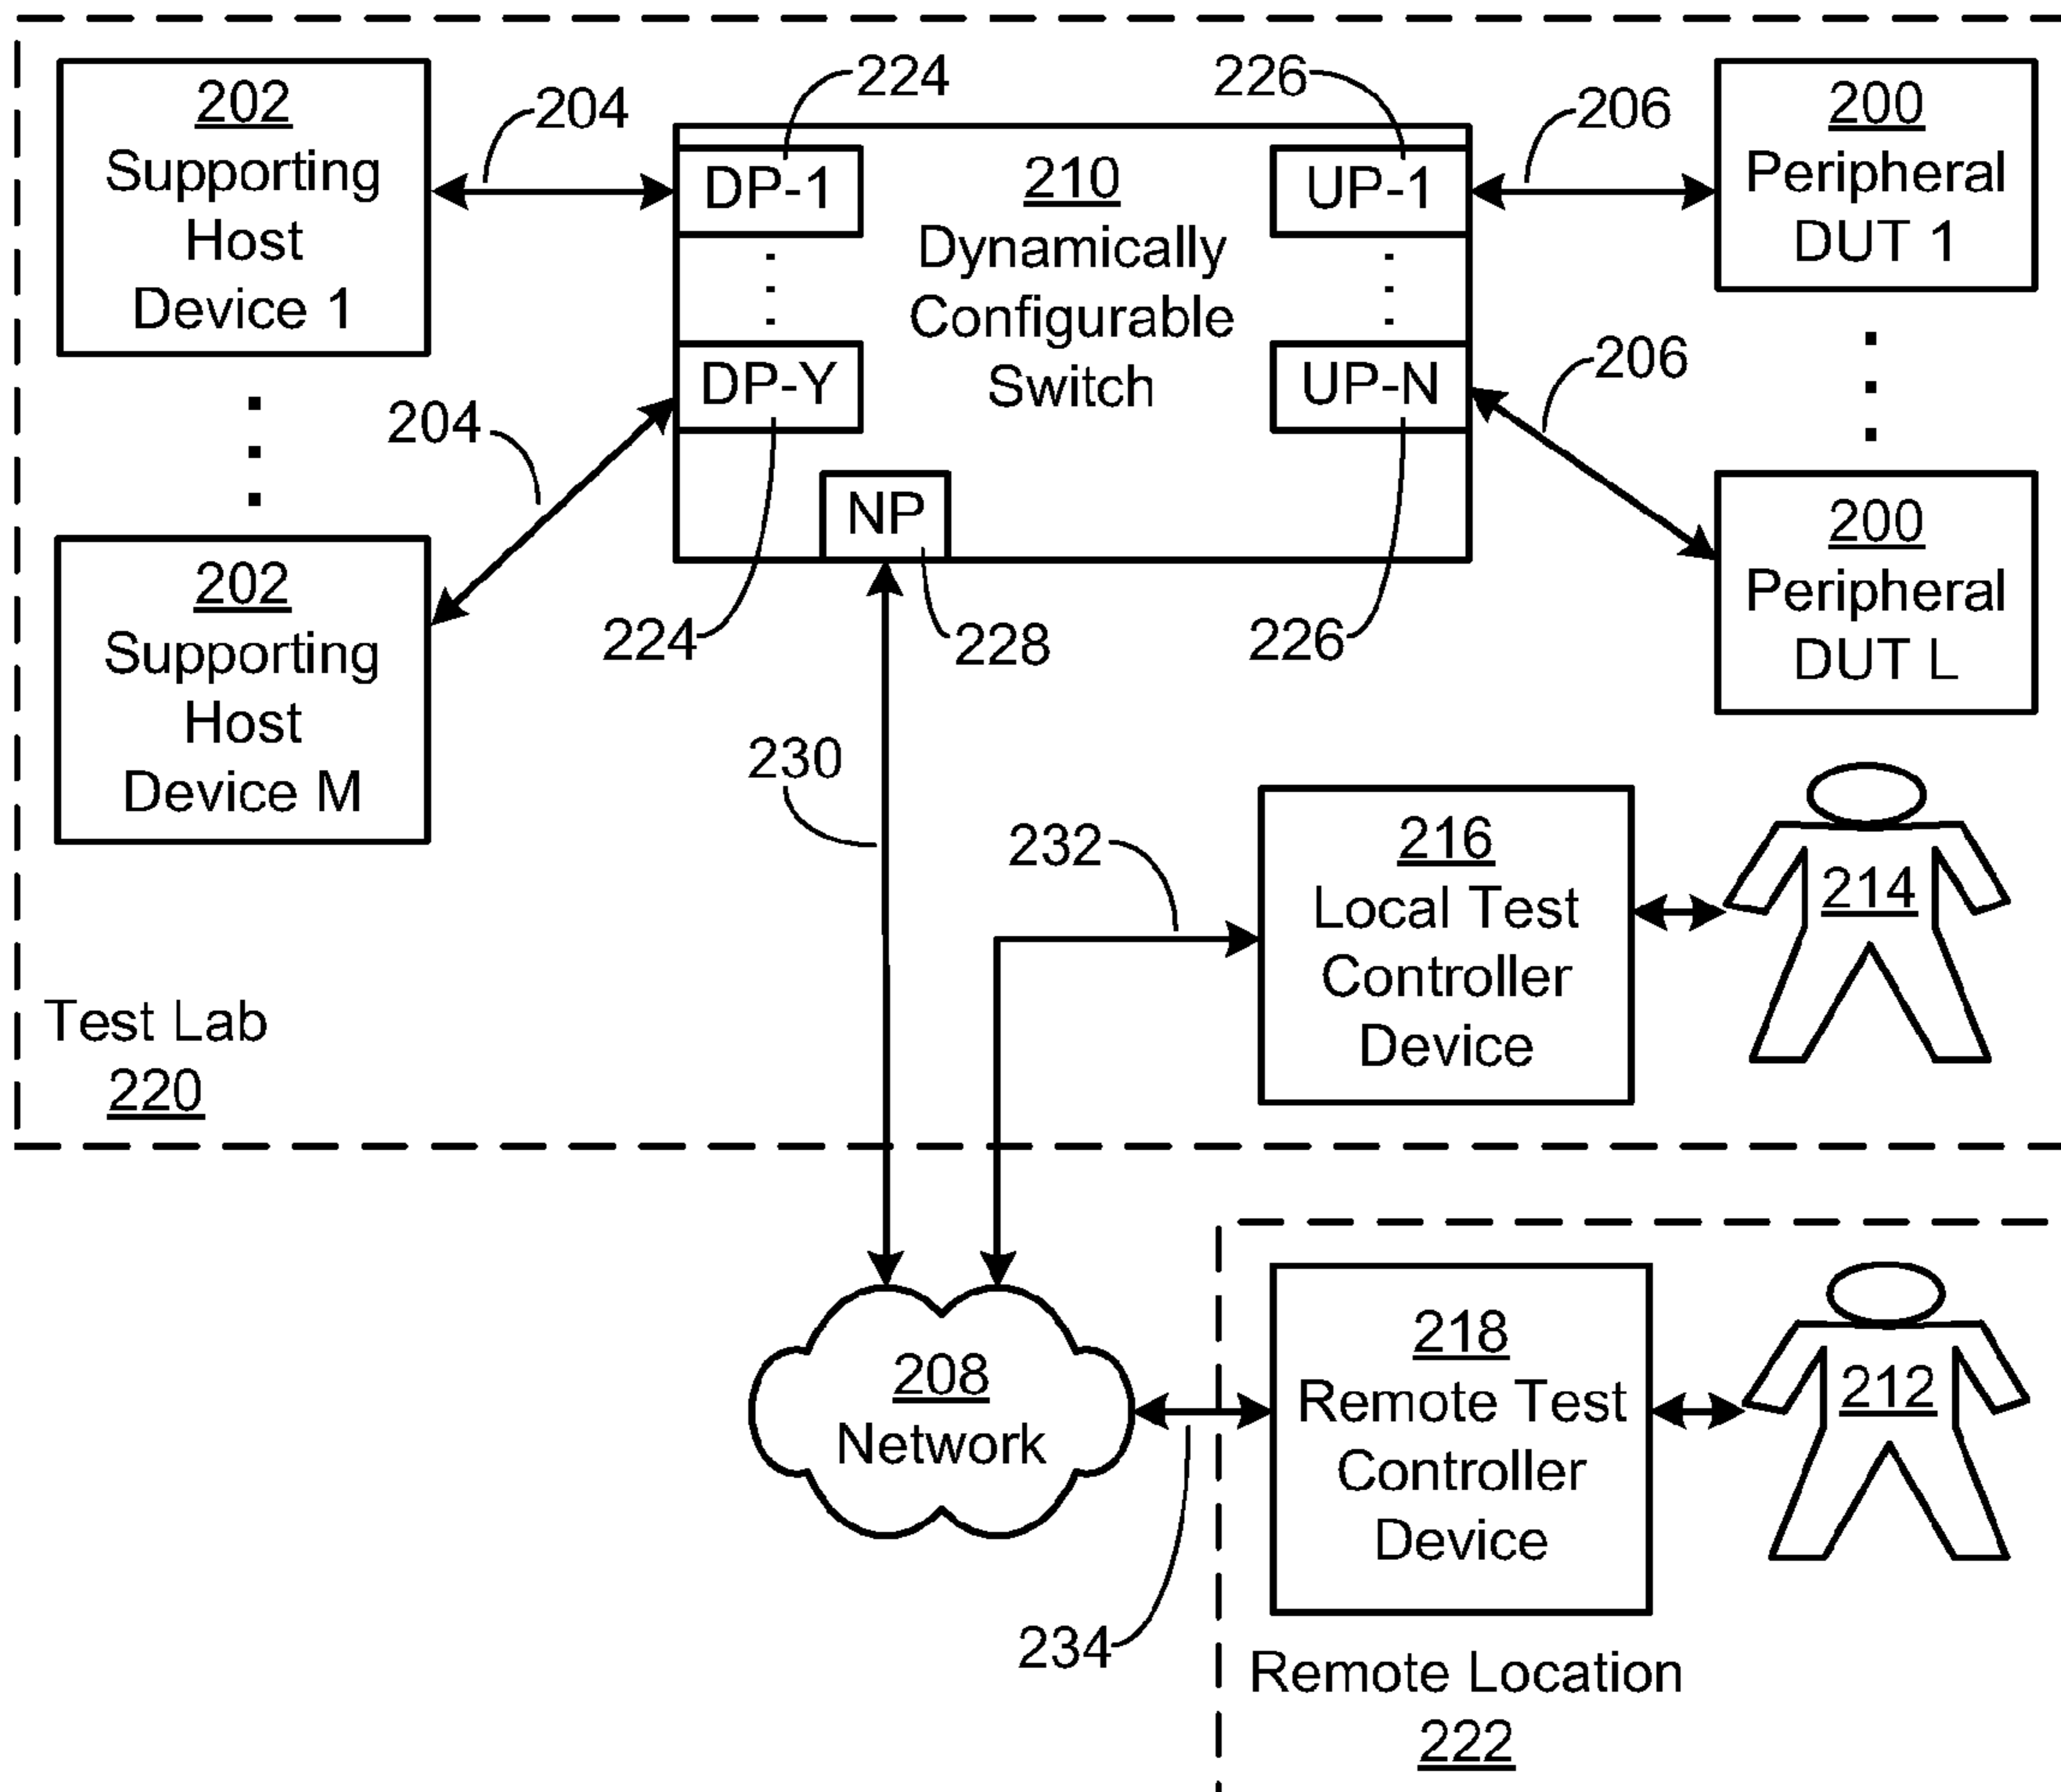 202
Supporting
Host
Device 1
204
224
DP-1
210
Dynamically
Configurable
Switch
226
UP-1
206
200
Peripheral
DUT 1
DP-Y
UP-N
206
204
NP
224
228
226
202
Supporting
Host
Device M
200
Peripheral
DUT L
230
232
216
Local Test
Controller
Device
214
Test Lab
220
208
Network
218
Remote Test
Controller
Device
212
234
Remote Location
222